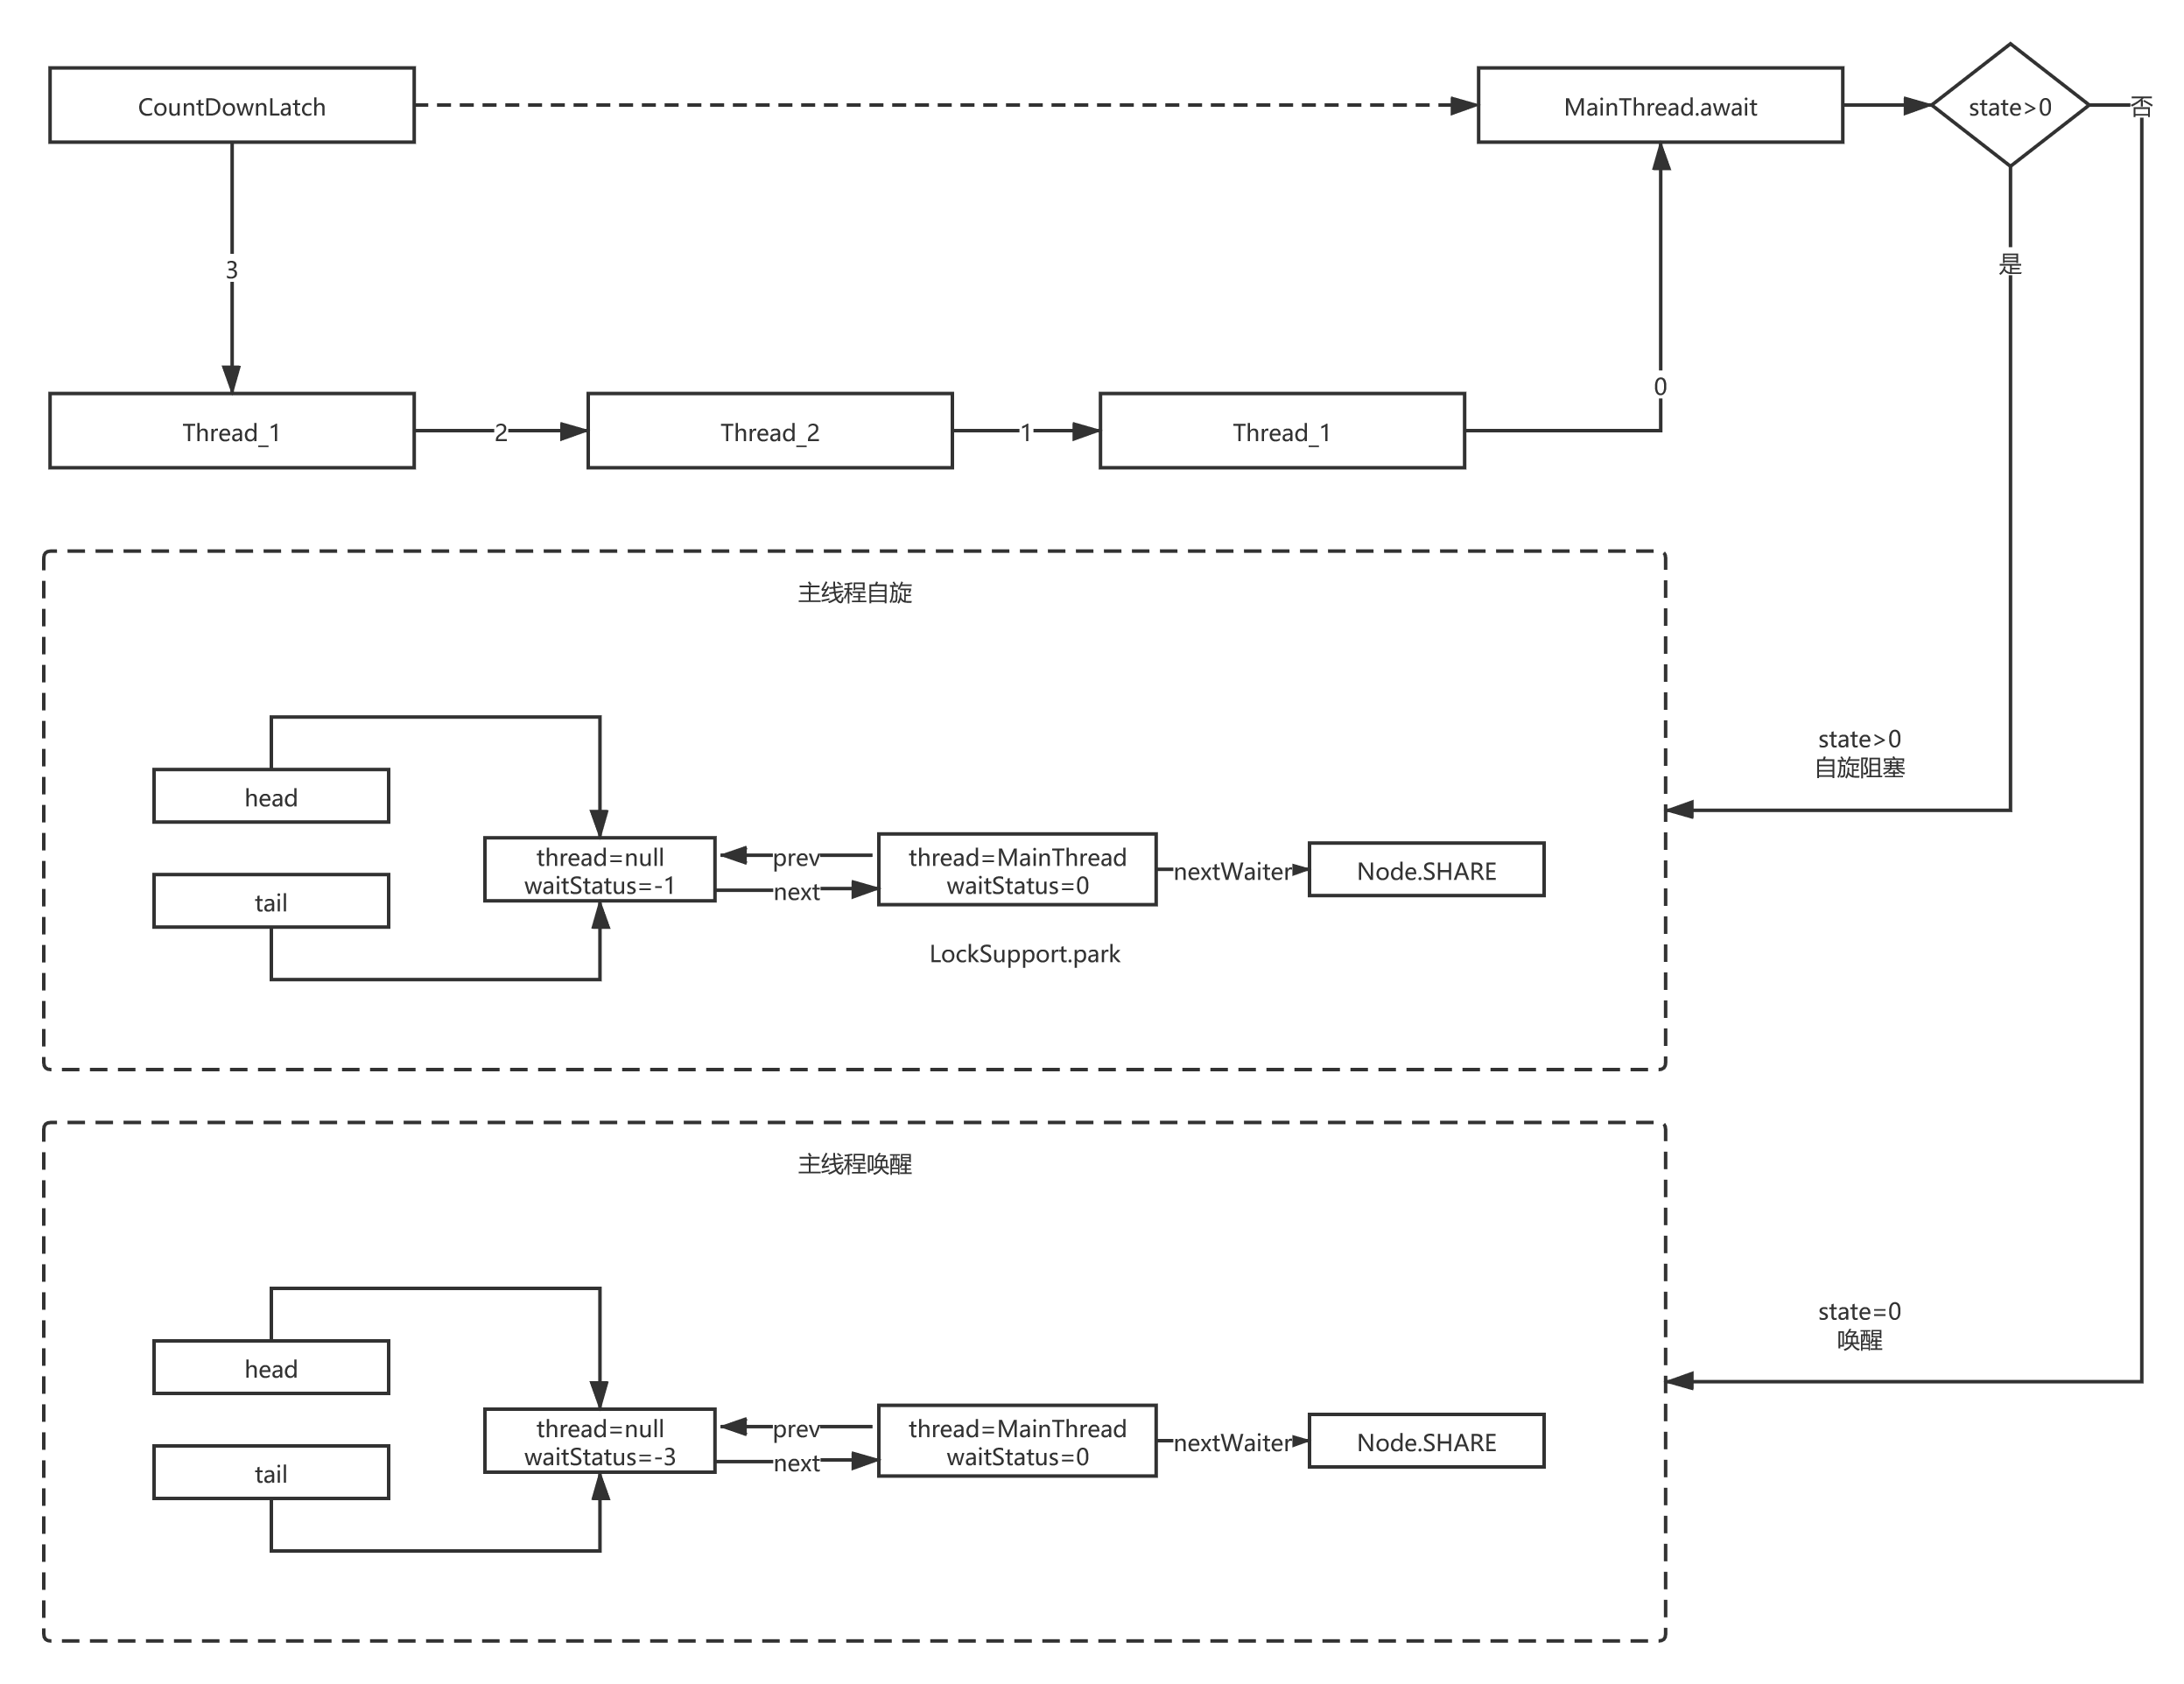 CountDownLatch
MainThread.await
state>0
否
3
是
Thread_1
2
Thread_2
1
Thread_1
0
主线程自旋
state>0
自旋阻塞
head
tail
thread=null
waitStatus=-1
prev
next
thread=MainThread
waitStatus=0
nextWaiter
Node.SHARE
LockSupport.park
主线程唤醒
state=0
唤醒
head
tail
thread=null
waitStatus=-3
prev
next
thread=MainThread
waitStatus=0
nextWaiter
Node.SHARE